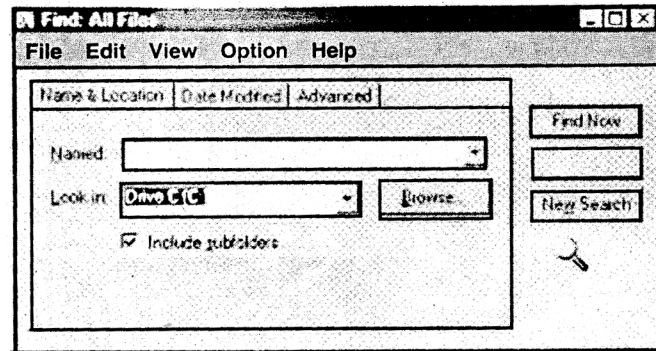 Find: All Files
File Edit View Option Help
Name & Location Date Modified Advanced
Find Now
Named:
Look in: Drive C (C:
Browse...
New Search
Include subfolders